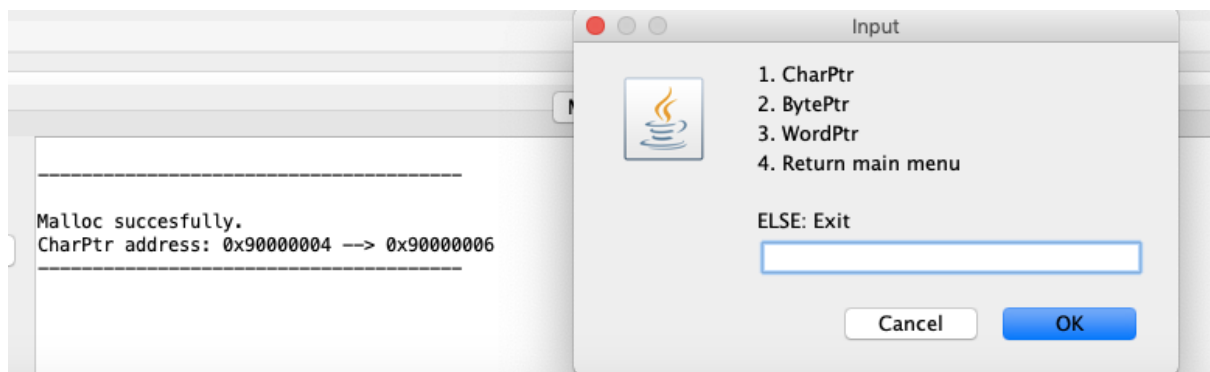 Input
1. CharPtr
2. BytePtr
3. WordPtr
4. Return main menu
ELSE: Exit
Cancel
OK
----------------------------------------
Malloc succesfully.
CharPtr address: 0x90000004 --> 0x90000006
----------------------------------------